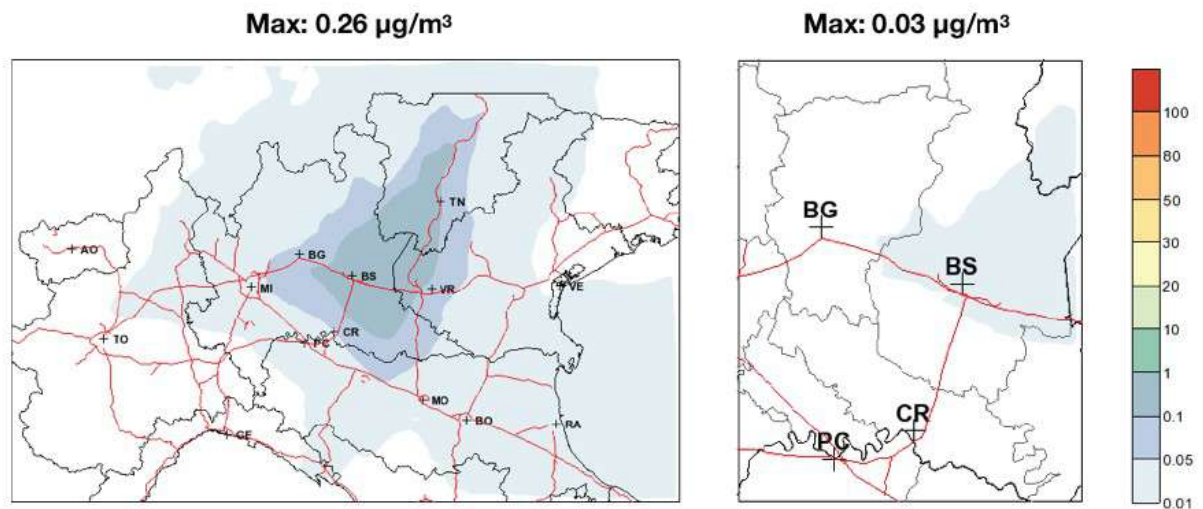 Max: 0.26 µg/m³
Max: 0.03 µg/m³
TN
AO
BG
BS
MI
VR
VE
CR
TO
PC
MO
BO
RA
GE
BG
BS
CR
PC
100
80
50
30
20
10
1
0.1
0.05
0.01